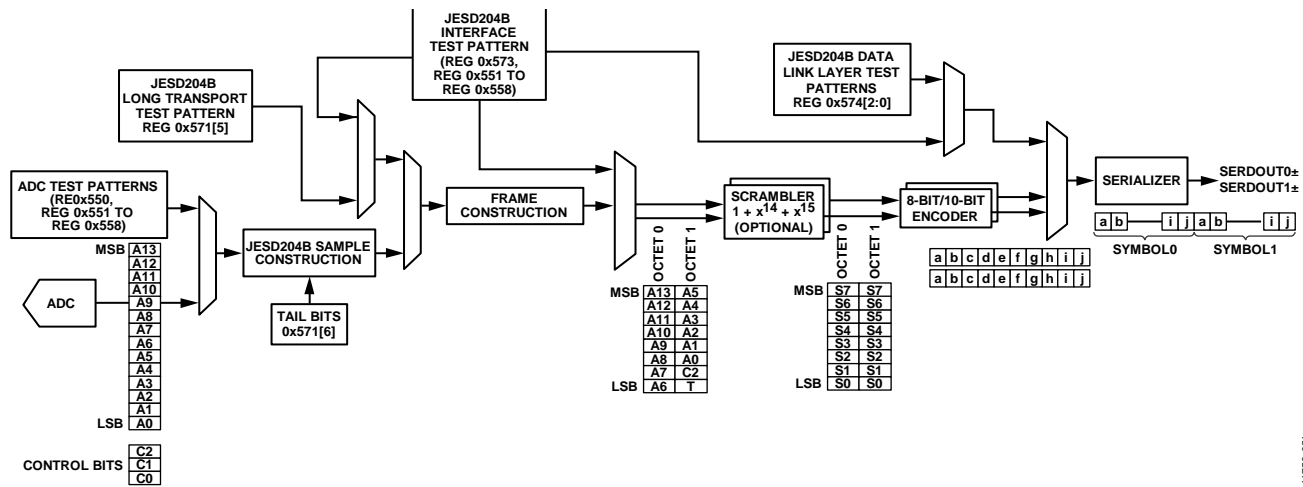 JESD204B
INTERFACE
TEST PATTERN
(REG 0x573,
REG 0x551 TO
REG 0x558)
JESD204B
LONG TRANSPORT
TEST PATTERN
REG 0x571[5]
JESD204B DATA
LINK LAYER TEST
PATTERNS
REG 0x574[2:0]
ADC TEST PATTERNS
(RE0x550,
REG 0x551 TO
REG 0x558)
MSB A13
A12
A11
A10
A9
A8
A7
A6
A5
A4
A3
A2
A1
LSB A0
CONTROL BITS
C2
C1
C0
ADC
JESD204B SAMPLE
CONSTRUCTION
TAIL BITS
0x571[6]
FRAME
CONSTRUCTION
SCRAMBLER
1 + x14 + x15
(OPTIONAL)
OCTET 0
OCTET 1
MSB A13 A5
A12 A4
A11 A3
A10 A2
A9 A1
A8 A0
A7 C2
LSB A6 T
8-BIT/10-BIT
ENCODER
OCTET 0
OCTET 1
MSB S7 S7
S6 S6
S5 S5
S4 S4
S3 S3
S2 S2
S1 S1
LSB S0 S0
a b c d e f g h i j
a b c d e f g h i j
SERIALIZER
SERDOUT0±
SERDOUT1±
a b i j a b i j
SYMBOL0 SYMBOL1